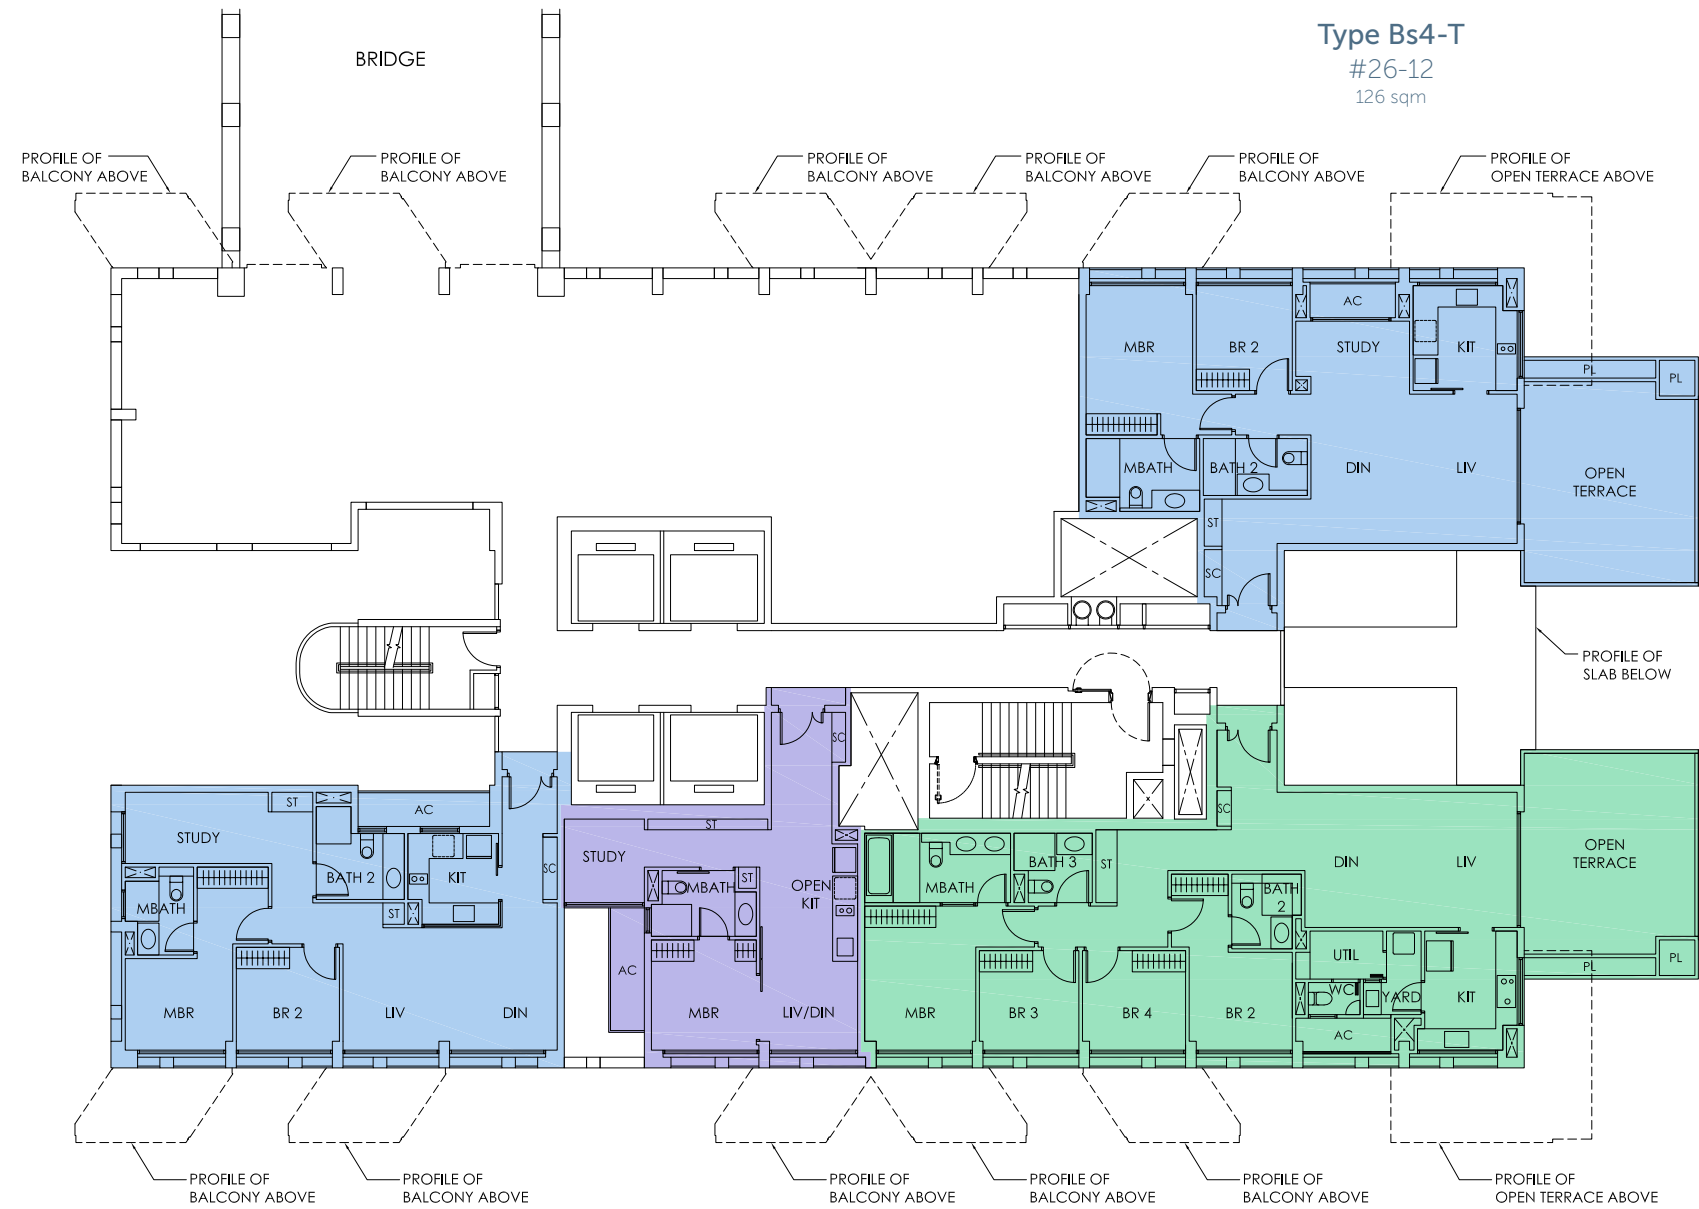 Type Bs4-T
#26-12
126 sqm
BRIDGE
PROFILE OF
BALCONY ABOVE
PROFILE OF
BALCONY ABOVE
PROFILE OF
BALCONY ABOVE
PROFILE OF
BALCONY ABOVE
PROFILE OF
BALCONY ABOVE
PROFILE OF
OPEN TERRACE ABOVE
AC
MBR
BR 2
STUDY
KIT
PL
PL
MBATH
BATH 2
DIN
LIV
OPEN
TERRACE
ST
SC
PROFILE OF
SLAB BELOW
SC
ST
AC
STUDY
ST
STUDY
BATH 2
KIT
SC
MBATH
ST
MBATH
ST
OPEN
KIT
MBATH
BATH 3
ST
DIN
LIV
OPEN
TERRACE
BATH
2
UTIL
WC
YARD
KIT
PL
PL
AC
AC
MBR
BR 2
LIV
DIN
MBR
LIV/DIN
MBR
BR 3
BR 4
BR 2
PROFILE OF
BALCONY ABOVE
PROFILE OF
BALCONY ABOVE
PROFILE OF
BALCONY ABOVE
PROFILE OF
BALCONY ABOVE
PROFILE OF
BALCONY ABOVE
PROFILE OF
OPEN TERRACE ABOVE